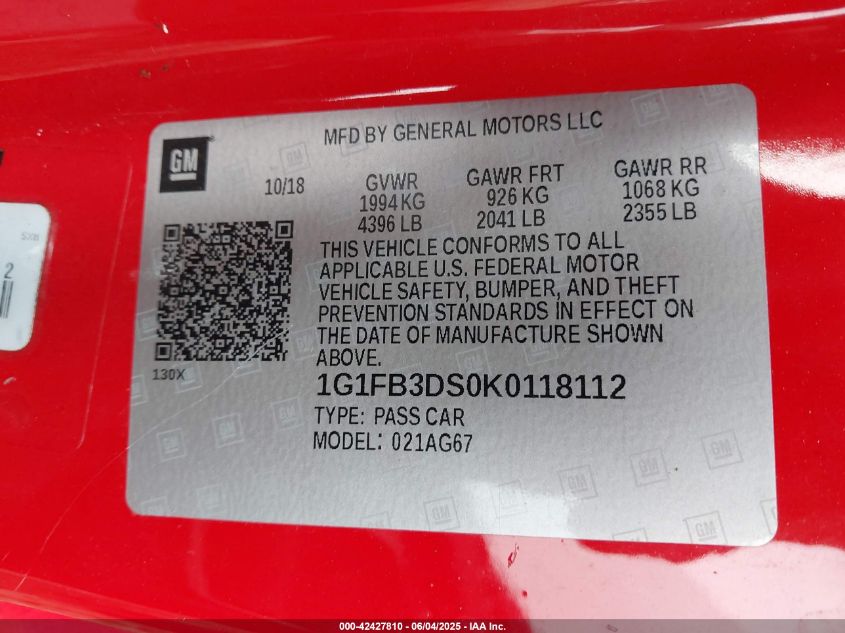 MFD BY GENERAL MOTORS LLC
GM
10/18
GVWR
1994 KG
4396 LB
GAWR FRT
926 KG
2041 LB
GAWR RR
1068 KG
2355 LB
THIS VEHICLE CONFORMS TO ALL
APPLICABLE U.S. FEDERAL MOTOR
VEHICLE SAFETY, BUMPER, AND THEFT
PREVENTION STANDARDS IN EFFECT ON
THE DATE OF MANUFACTURE SHOWN
ABOVE.
130X
1G1FB3DS0K0118112
TYPE: PASS CAR
MODEL: 021AG67
2
000-42427810 - 06/04/2025 - IAA Inc.